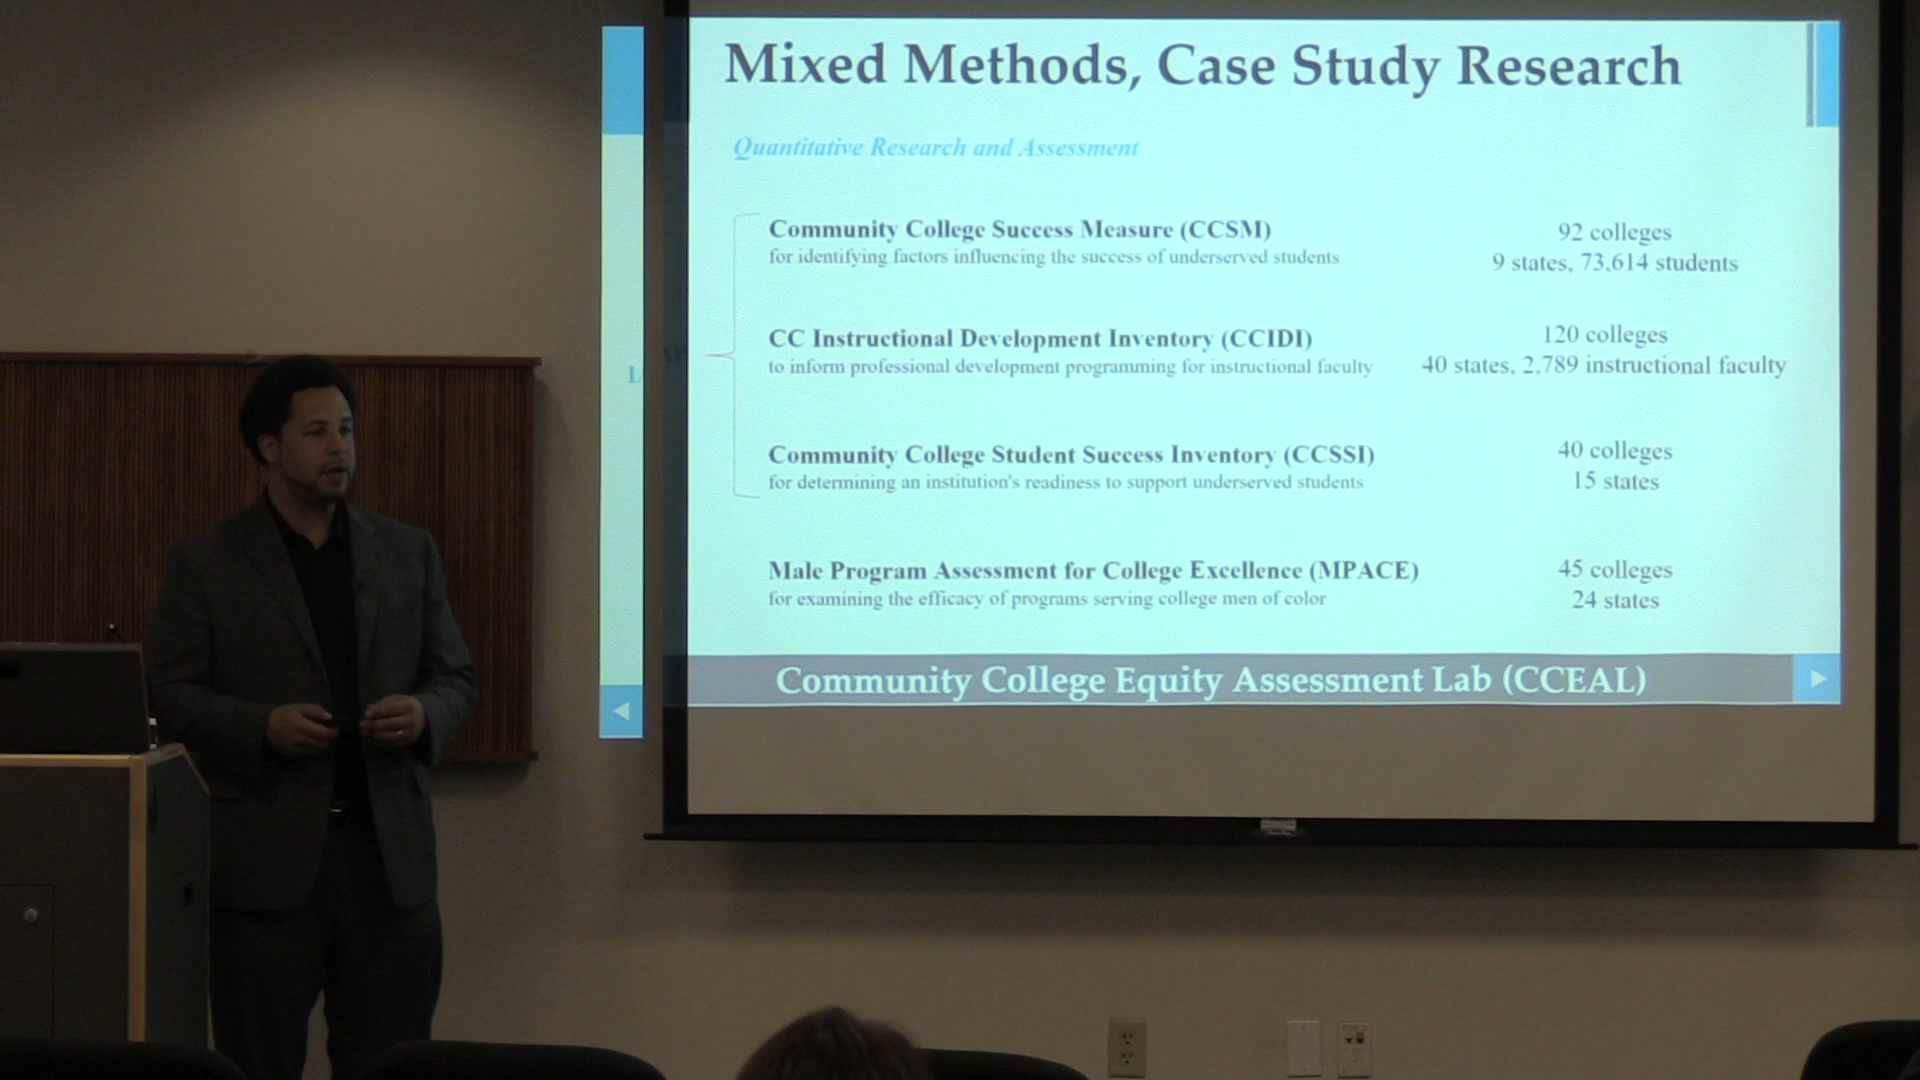 Mixed Methods, Case Study Research
Quantitative Research and Assessment
Community College Success Measure (CCSM)
for identifying factors influencing the success of underserved students
92 colleges
9 states, 73,614 students
CC Instructional Development Inventory (CCIDI)
to inform professional development programming for instructional faculty
120 colleges
40 states, 2,789 instructional faculty
Community College Student Success Inventory (CCSSI)
for determining an institution's readiness to support underserved students
40 colleges
15 states
Male Program Assessment for College Excellence (MPACE)
for examining the efficacy of programs serving college men of color
45 colleges
24 states
Community College Equity Assessment Lab (CCEAL)
L